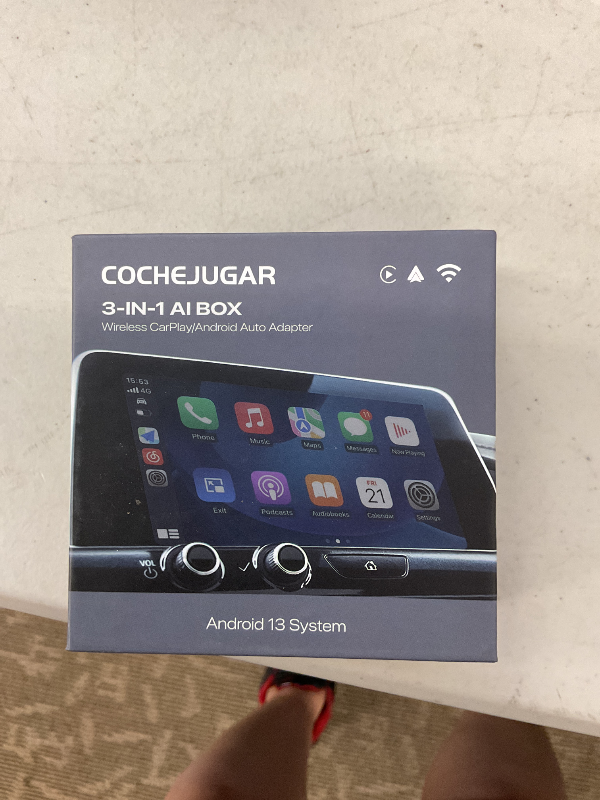 COCHEJUGAR
3-IN-1 AI BOX
Wireless CarPlay/Android Auto Adapter
15:53
4G
11
Phone
Music
Maps
Messages
Now Playing
FRI
21
Exit
Podcasts
Audiobooks
Calendar
Settings
VOL
Android 13 System